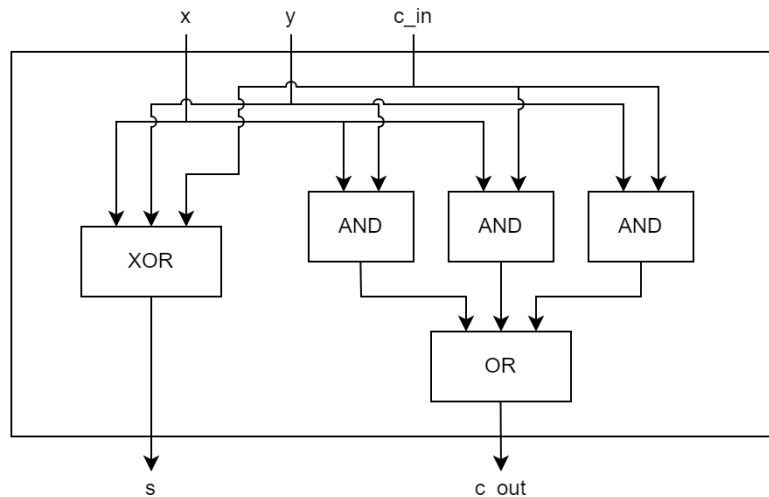 x y c_in
AND AND AND
XOR
OR
s c_out